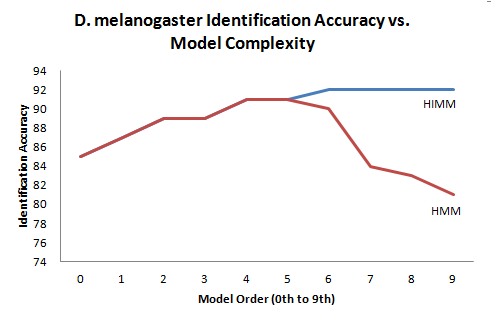 D. melanogaster Identification Accuracy vs.
Model Complexity
Identification Accuracy
94
92
90
88
86
84
82
80
78
76
74
HIMM
HMM
0 1 2 3 4 5 6 7 8 9
Model Order (0th to 9th)